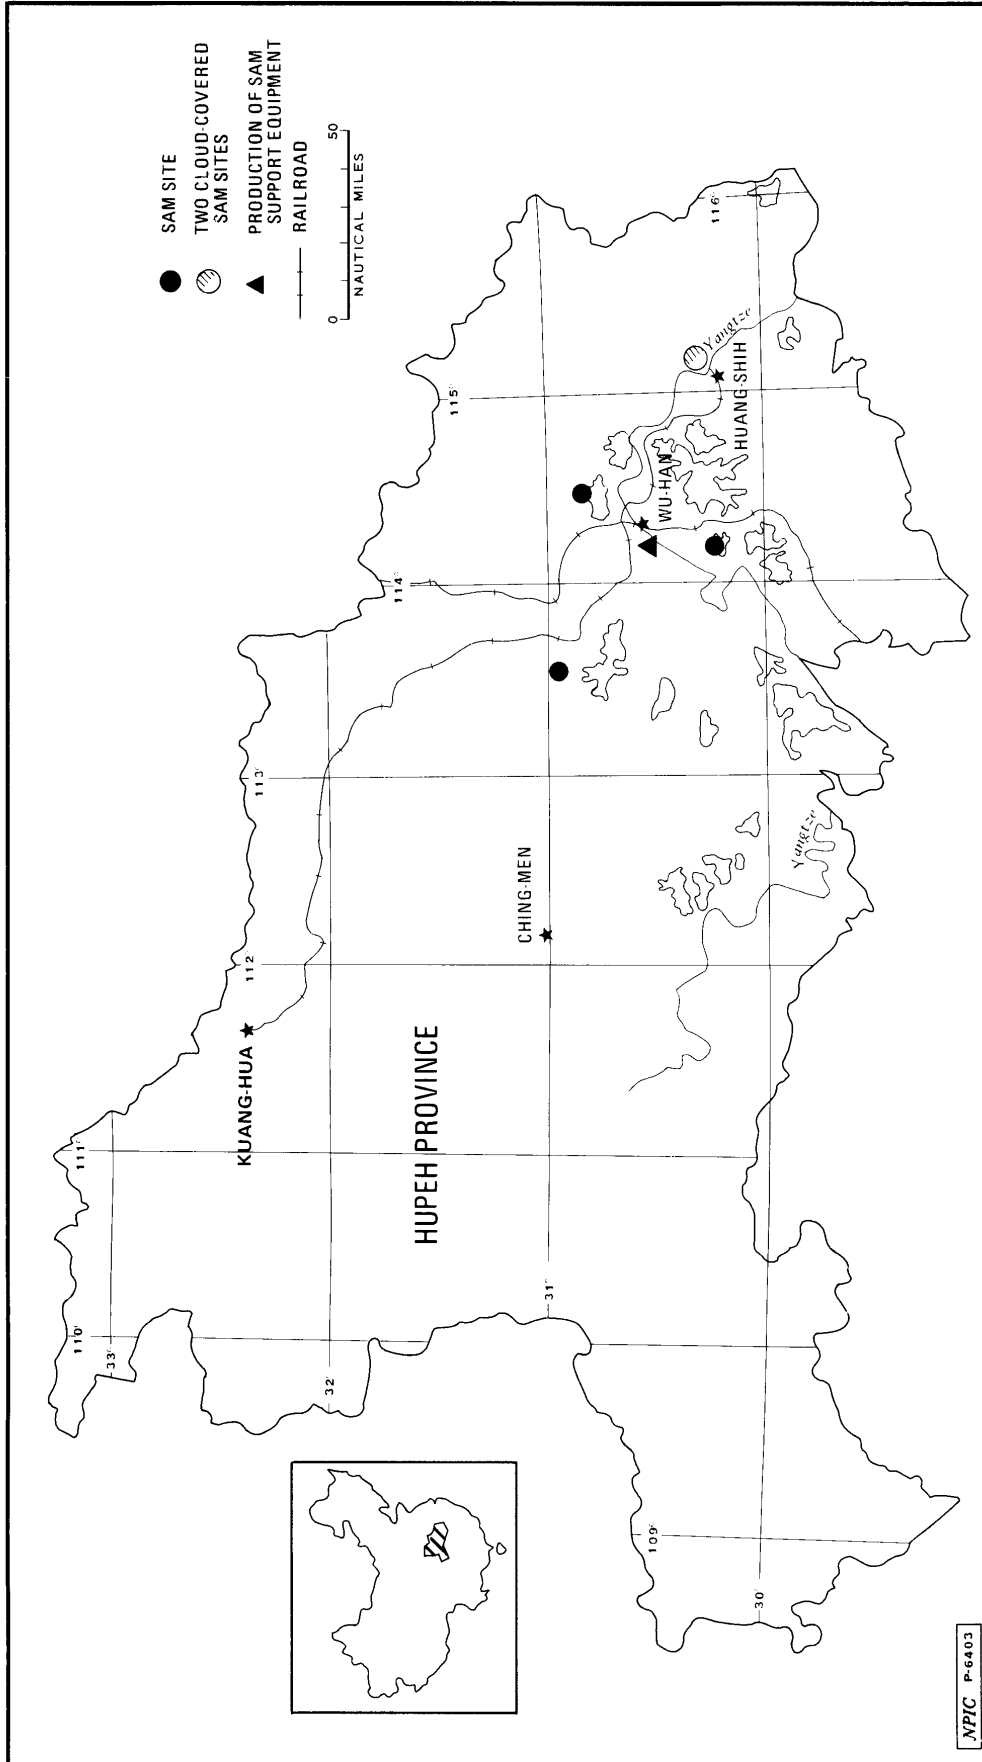 SAM SITE
TWO CLOUD-COVERED
SAM SITES
PRODUCTION OF SAM
SUPPORT EQUIPMENT
RAILROAD
0 50
NAUTICAL MILES
110°
111°
112°
113°
114°
115°
116°
33°
32°
31°
30°
109°
KUANG-HUA
HUPEH PROVINCE
CHING-MEN
WU-HAN
HUANG-SHIH
Yangtze
Yangtze
NPIC P-6403